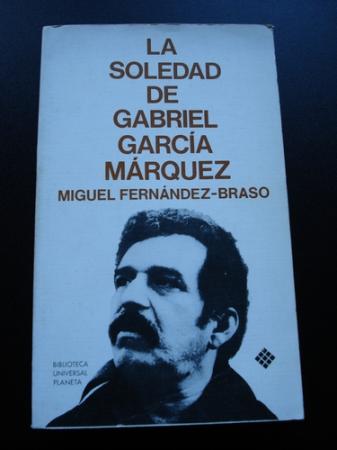 LA
SOLEDAD
DE
GABRIEL
GARCÍA
MÁRQUEZ
MIGUEL FERNÁNDEZ-BRASO
BIBLIOTECA
UNIVERSAL
PLANETA